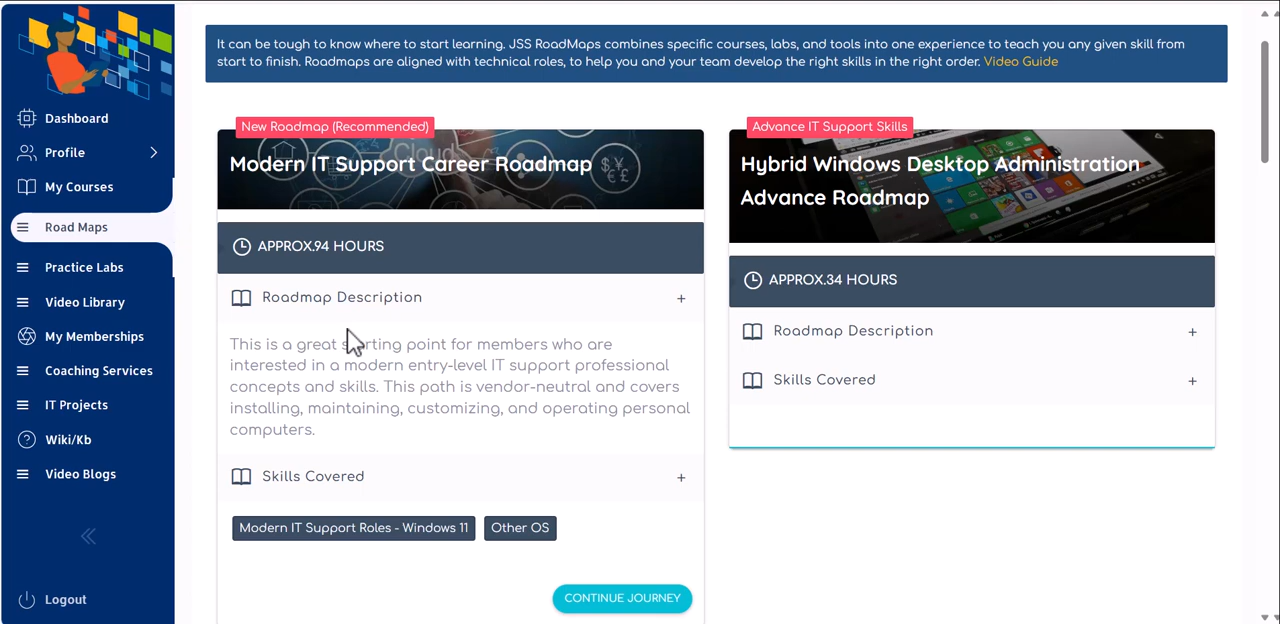 Dashboard
Profile
My Courses
Road Maps
Practice Labs
Video Library
My Memberships
Coaching Services
IT Projects
Wiki/Kb
Video Blogs
Logout
It can be tough to know where to start learning. JSS RoadMaps combines specific courses, labs, and tools into one experience to teach you any given skill from
start to finish. Roadmaps are aligned with technical roles, to help you and your team develop the right skills in the right order. Video Guide
New Roadmap (Recommended)
Modern IT Support Career Roadmap
APPROX.94 HOURS
Roadmap Description +
This is a great starting point for members who are
interested in a modern entry-level IT support professional
concepts and skills. This path is vendor-neutral and covers
installing, maintaining, customizing, and operating personal
computers.
Skills Covered +
Modern IT Support Roles - Windows 11 Other OS
CONTINUE JOURNEY
Advance IT Support Skills
Hybrid Windows Desktop Administration
Advance Roadmap
APPROX.34 HOURS
Roadmap Description +
Skills Covered +